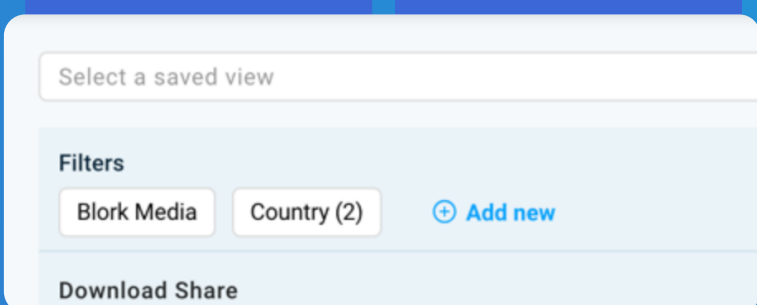 Select a saved view
Filters
Blork Media Country (2) Add new
Download Share